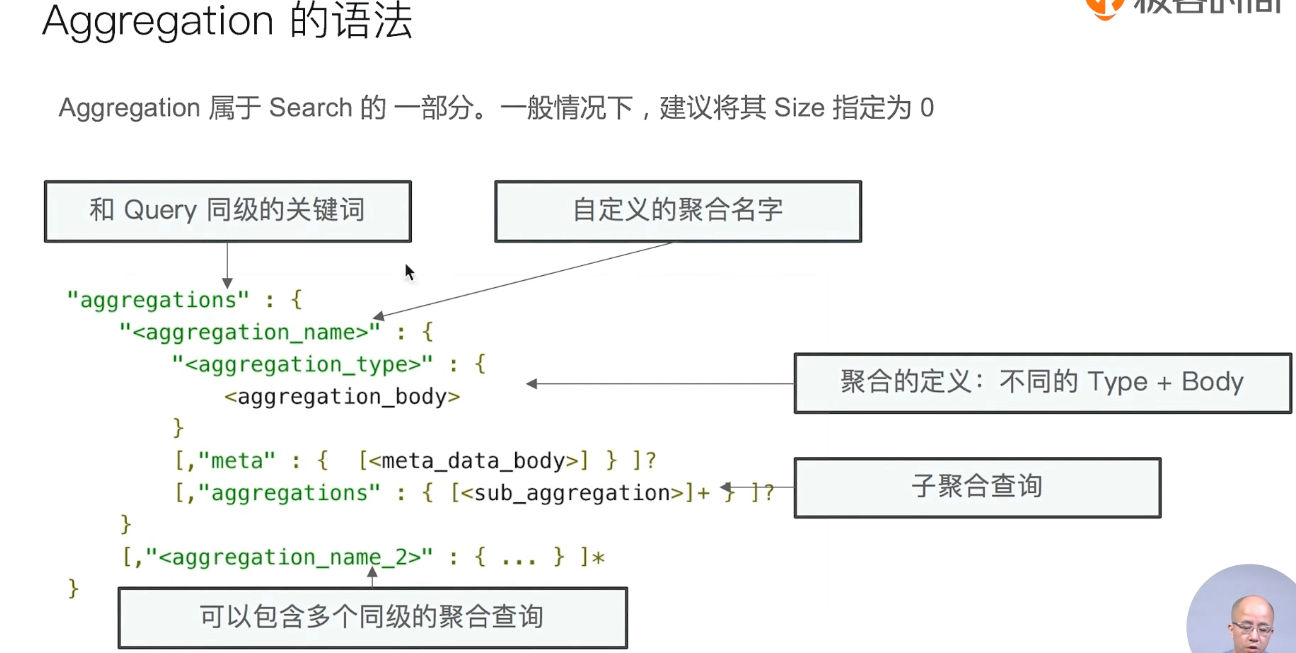 Aggregation 的语法
极客时间
Aggregation 属于 Search 的 一部分。一般情况下，建议将其 Size 指定为 0
和 Query 同级的关键词
自定义的聚合名字
"aggregations" : {
"<aggregation_name>" : {
"<aggregation_type>" : {
<aggregation_body>
聚合的定义：不同的 Type + Body
}
[,"meta" : { [<meta_data_body>] } ]?
[,"aggregations" : { [<sub_aggregation>]+ } ]?
子聚合查询
}
[,"<aggregation_name_2>" : { ... } ]*
}
可以包含多个同级的聚合查询